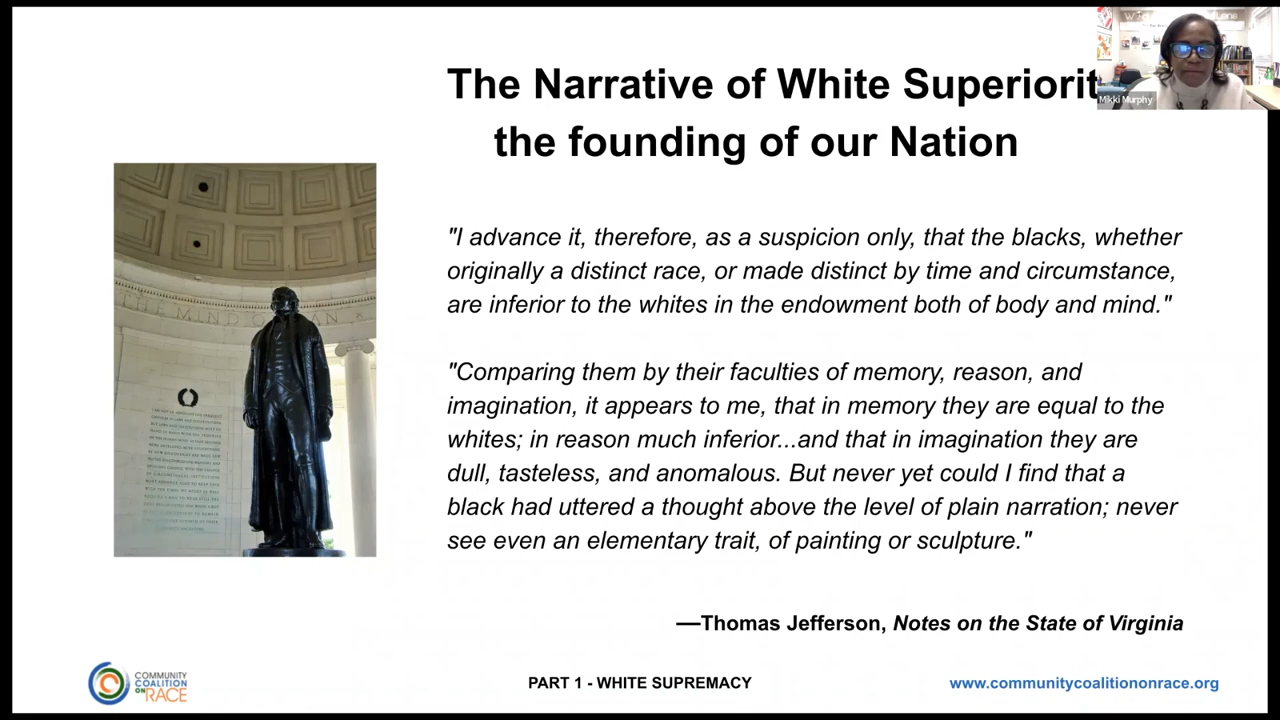 The Narrative of White Superiorit
the founding of our Nation
Mikki Murphy
THE MIND
"I advance it, therefore, as a suspicion only, that the blacks, whether
originally a distinct race, or made distinct by time and circumstance,
are inferior to the whites in the endowment both of body and mind."
"Comparing them by their faculties of memory, reason, and
imagination, it appears to me, that in memory they are equal to the
whites; in reason much inferior...and that in imagination they are
dull, tasteless, and anomalous. But never yet could I find that a
black had uttered a thought above the level of plain narration; never
see even an elementary trait, of painting or sculpture."
—Thomas Jefferson, Notes on the State of Virginia
COMMUNITY
COALITION
ON RACE
PART 1 - WHITE SUPREMACY
www.communitycoalitiononrace.org